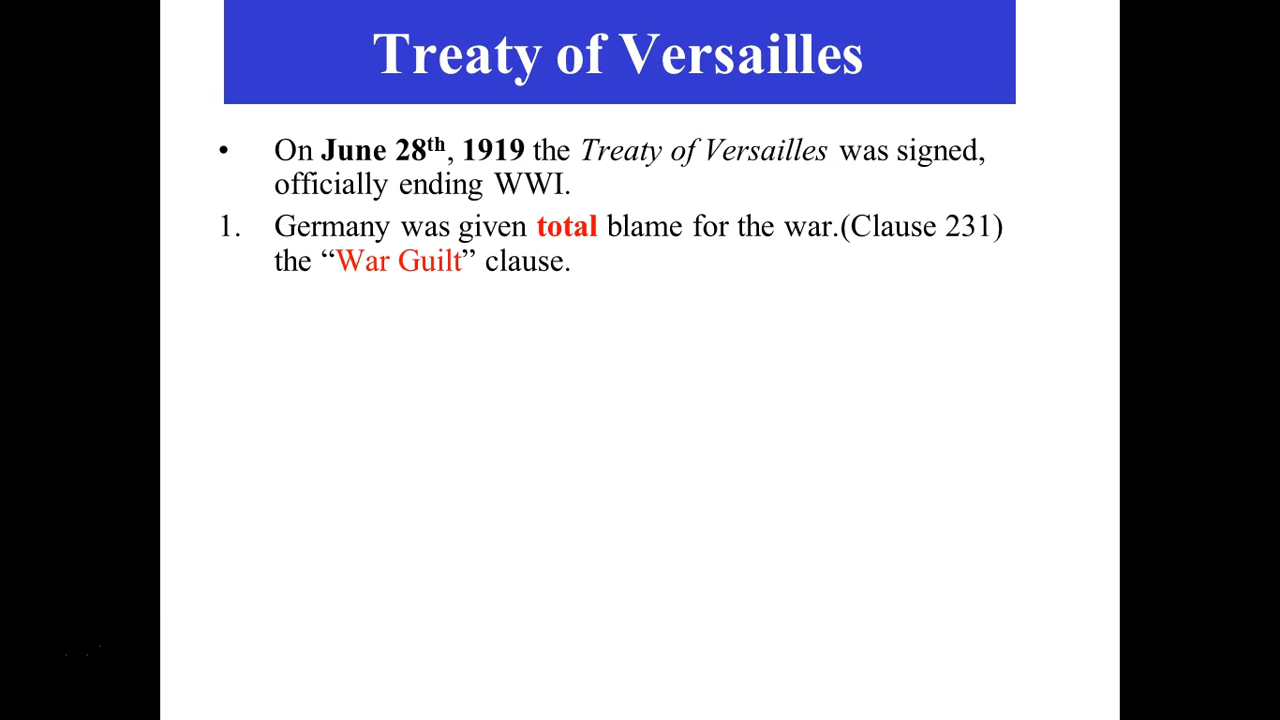 Treaty of Versailles
• On June 28th, 1919 the Treaty of Versailles was signed,
officially ending WWI.
1. Germany was given total blame for the war.(Clause 231)
the “War Guilt” clause.